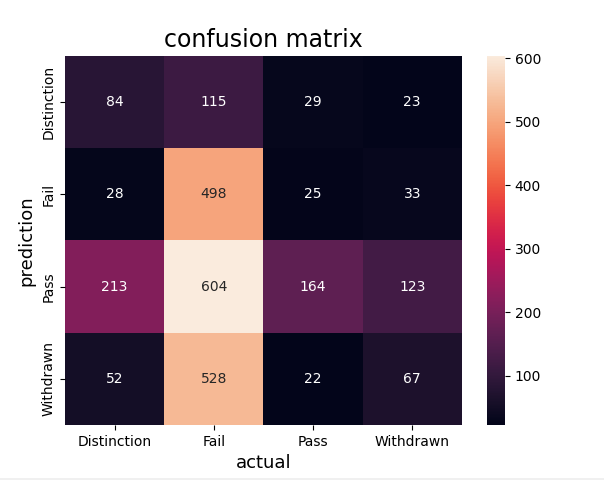 confusion matrix
Distinction 84 115 29 23
Fail 28 498 25 33
Pass 213 604 164 123
Withdrawn 52 528 22 67
Distinction Fail Pass Withdrawn
prediction
actual
600
500
400
300
200
100